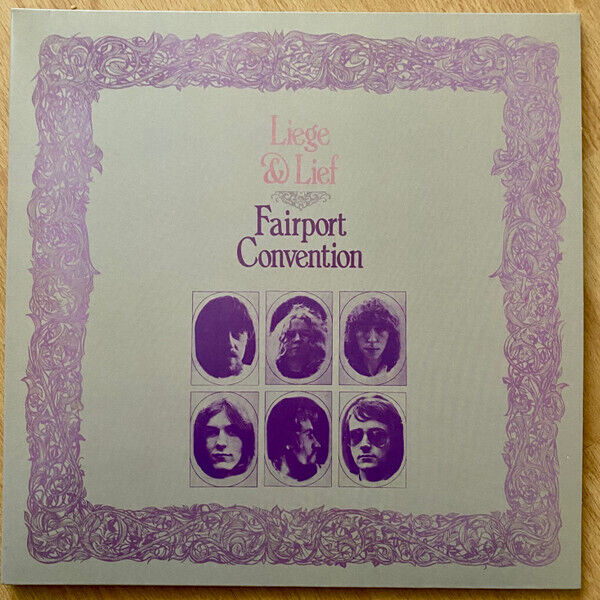 Liege
& Lief
Fairport
Convention